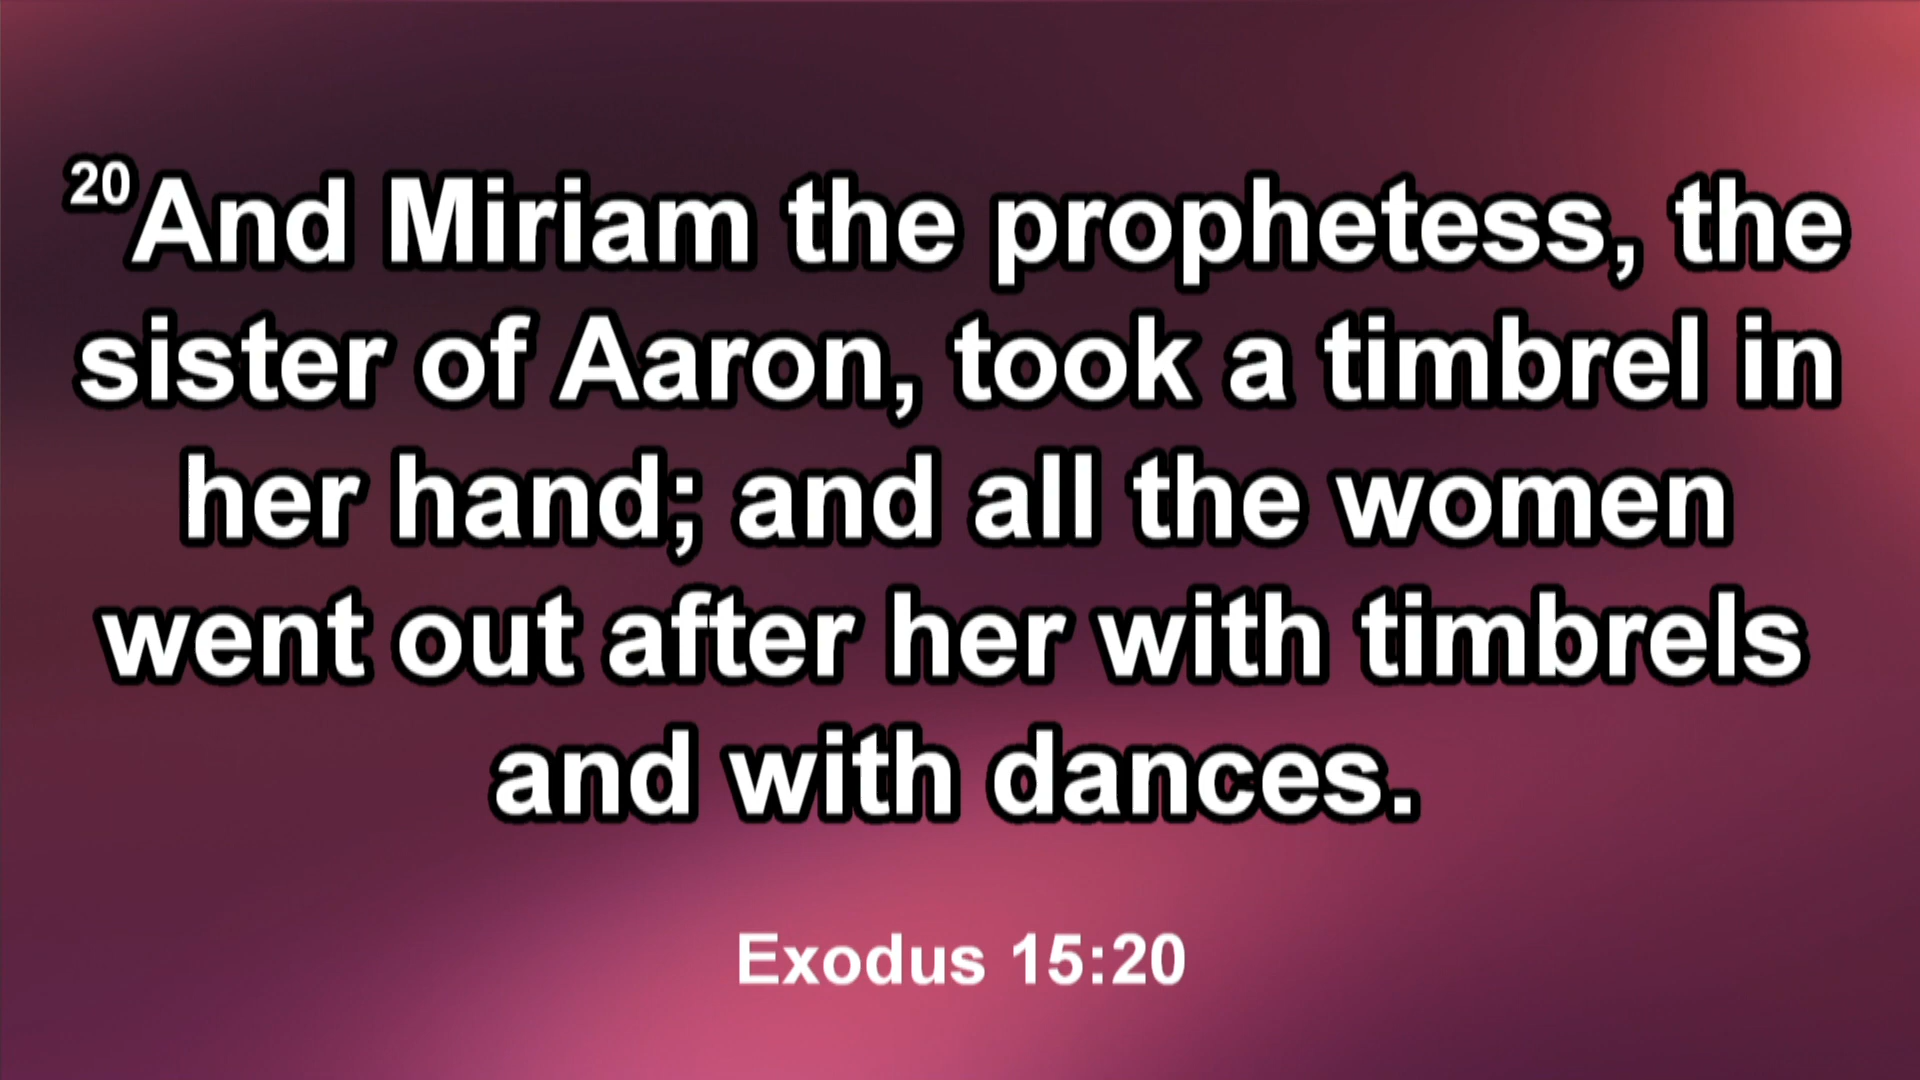 20And Miriam the prophetess, the
sister of Aaron, took a timbrel in
her hand; and all the women
went out after her with timbrels
and with dances.
Exodus 15:20